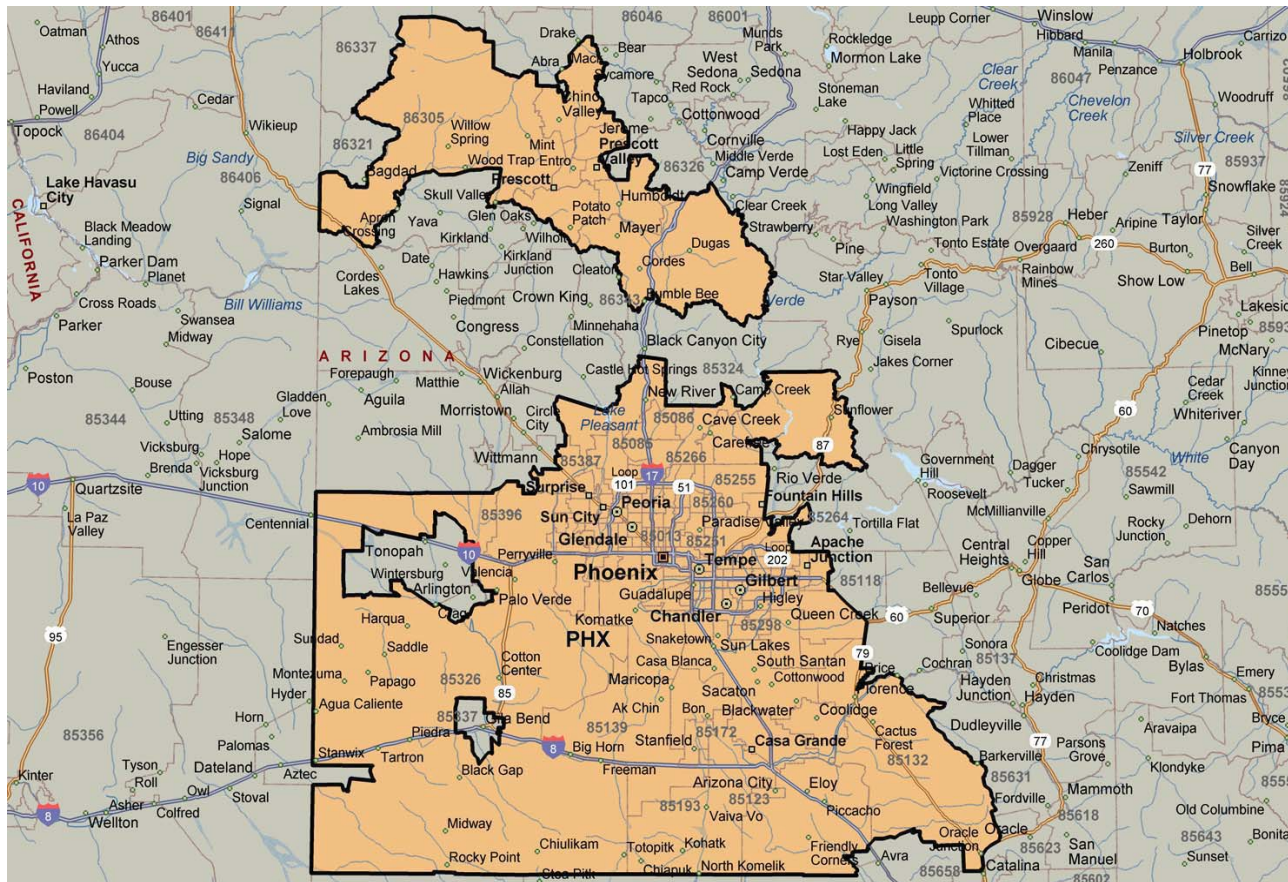 86401
86411
86337
86046
86001
Leupp Corner
Winslow
Hibbard
Carrizo
Oatman
Athos
Drake
Bear
Munds
Park
Rockledge
Mormon Lake
Manila
Holbrook
Yucca
Abra
West
Sedona
Sedona
Red Rock
Clear
Creek
86047
Penzance
Haviland
Powell
Cedar
Chino
Valley
Tapco
Stoneman
Lake
Chevelon
Creek
Woodruff
Topock
86404
Wikieup
86305
Willow
Spring
Mint
Jerome
Cottonwood
Cornville
Happy Jack
Lost Eden
Little
Spring
Whitted
Place
Lower
Tillman
Silver Creek
86321
Big Sandy
86406
Bagdad
Wood Trap Entro
Prescott
Prescott
Valley
86326
Middle Verde
Camp Verde
Victorine Crossing
Zeniff
85937
77
Snowflake
Lake Havasu
City
CALIFORNIA
Signal
Skull Valley
Yava
Glen Oaks
Wilhoit
Potato
Patch
Humboldt
Mayer
Clear Creek
Strawberry
Wingfield
Long Valley
Washington Park
85928
Heber
Aripine
Taylor
Black Meadow
Landing
Parker Dam
Planet
Crossing
Date
Kirkland
Kirkland
Junction
Dugas
Pine
Tonto Estate
Overgaard
260
Burton
Silver
Creek
Cordes
Lakes
Hawkins
Cleator
Cordes
Star Valley
Tonto
Village
Rainbow
Mines
Show Low
Bell
Cross Roads
Bill Williams
Piedmont
Crown King
86343
Bumble Bee
Verde
Payson
Parker
Swansea
Midway
Congress
Minnehaha
Constellation
Black Canyon City
Rye
Gisela
Spurlock
Cibecue
Lakeside
Pinetop
McNary
ARIZONA
Poston
Bouse
Forepaugh
Matthie
Wickenburg
Allah
Castle Hot Springs
85324
Jakes Corner
85344
Utting
85348
Gladden
Love
Aguila
New River
Camp Creek
60
Cedar
Creek
Whiteriver
Salome
Morristown
Circle
City
Lake
Pleasant
85086
Cave Creek
Sunflower
Vicksburg
Hope
Ambrosia Mill
85085
87
Chrysotile
White
Canyon
Day
Brenda
Vicksburg
Junction
Wittmann
85387
85266
Government
Hill
Dagger
Tucker
85542
Sawmill
10
Quartzsite
Loop
101
17
51
85255
Rio Verde
Roosevelt
La Paz
Valley
Centennial
85396
Surprise
Peoria
85260
Fountain Hills
McMillianville
Rocky
Junction
Dehorn
Sun City
Glendale
85013
Paradise Valley
85251
85264
Tortilla Flat
Tonopah
10
Perryville
Phoenix
Tempe
Loop
202
Apache
Junction
Central
Heights
Copper
Hill
San
Carlos
Wintersburg
Arlington
Valencia
Gilbert
85118
Bellevue
Globe
Peridot
70
Palo Verde
Guadalupe
Higley
Queen Creek
60
Superior
Natches
95
Harqua
Komatke
Chandler
85298
Engesser
Junction
Sundad
Saddle
PHX
Snaketown
Sun Lakes
79
Sonora
85137
Coolidge Dam
Bylas
Montezuma
Papago
Cotton
Center
Casa Blanca
South Santan
Price
Cochran
Emery
Hyder
85326
Maricopa
Cottonwood
Florence
Hayden
Junction
Christmas
Hayden
Fort Thomas
Agua Caliente
85
Sacaton
Horn
85337
Gila Bend
Ak Chin
Bon
Blackwater
Coolidge
Dudleyville
Aravaipa
Bryce
85356
Palomas
Piedra
85139
Stanfield
85172
Casa Grande
Cactus
Forest
77
Pima
Stanwix
8
Big Horn
Barkerville
Parsons
Grove
Kinter
Tyson
Roll
Dateland
Aztec
Tartron
Black Gap
Freeman
Arizona City
Eloy
85132
85631
Klondyke
8
Asher
Owl
Stoval
85123
Fordville
Mammoth
Wellton
Colfred
85193
Vaiva Vo
Piccacho
85618
Old Columbine
Midway
Oracle
Junction
Oracle
85623
85643
Bonita
Rocky Point
Chiulikam
Totopitk
Kohatk
Friendly
Corners
Avra
San
Manuel
Sunset
Chiapuk
North Komelik
85658
Catalina
85602